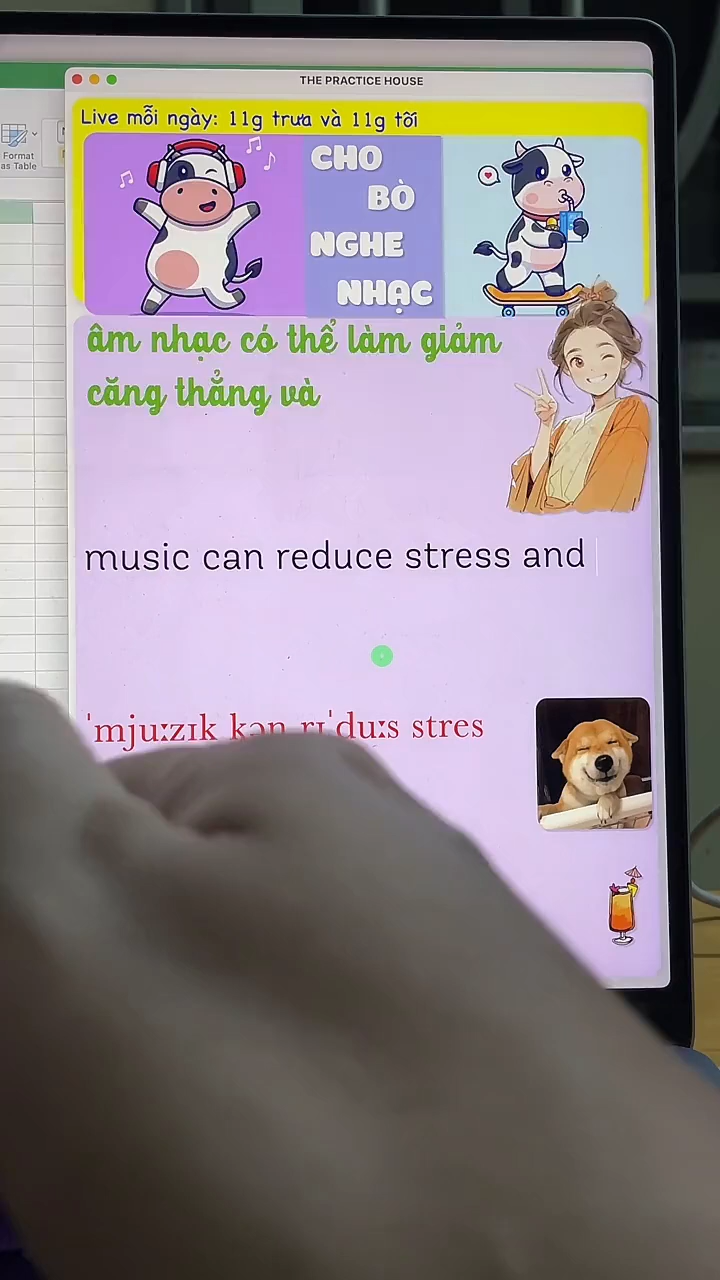 THE PRACTICE HOUSE
Format
as Table
Live mỗi ngày: 11g trưa và 11g tối
CHO
BÒ
NGHE
NHẠC
âm nhạc có thể làm giảm
căng thẳng và
music can reduce stress and
ˈmjuːzɪk kən rɪˈduːs stres